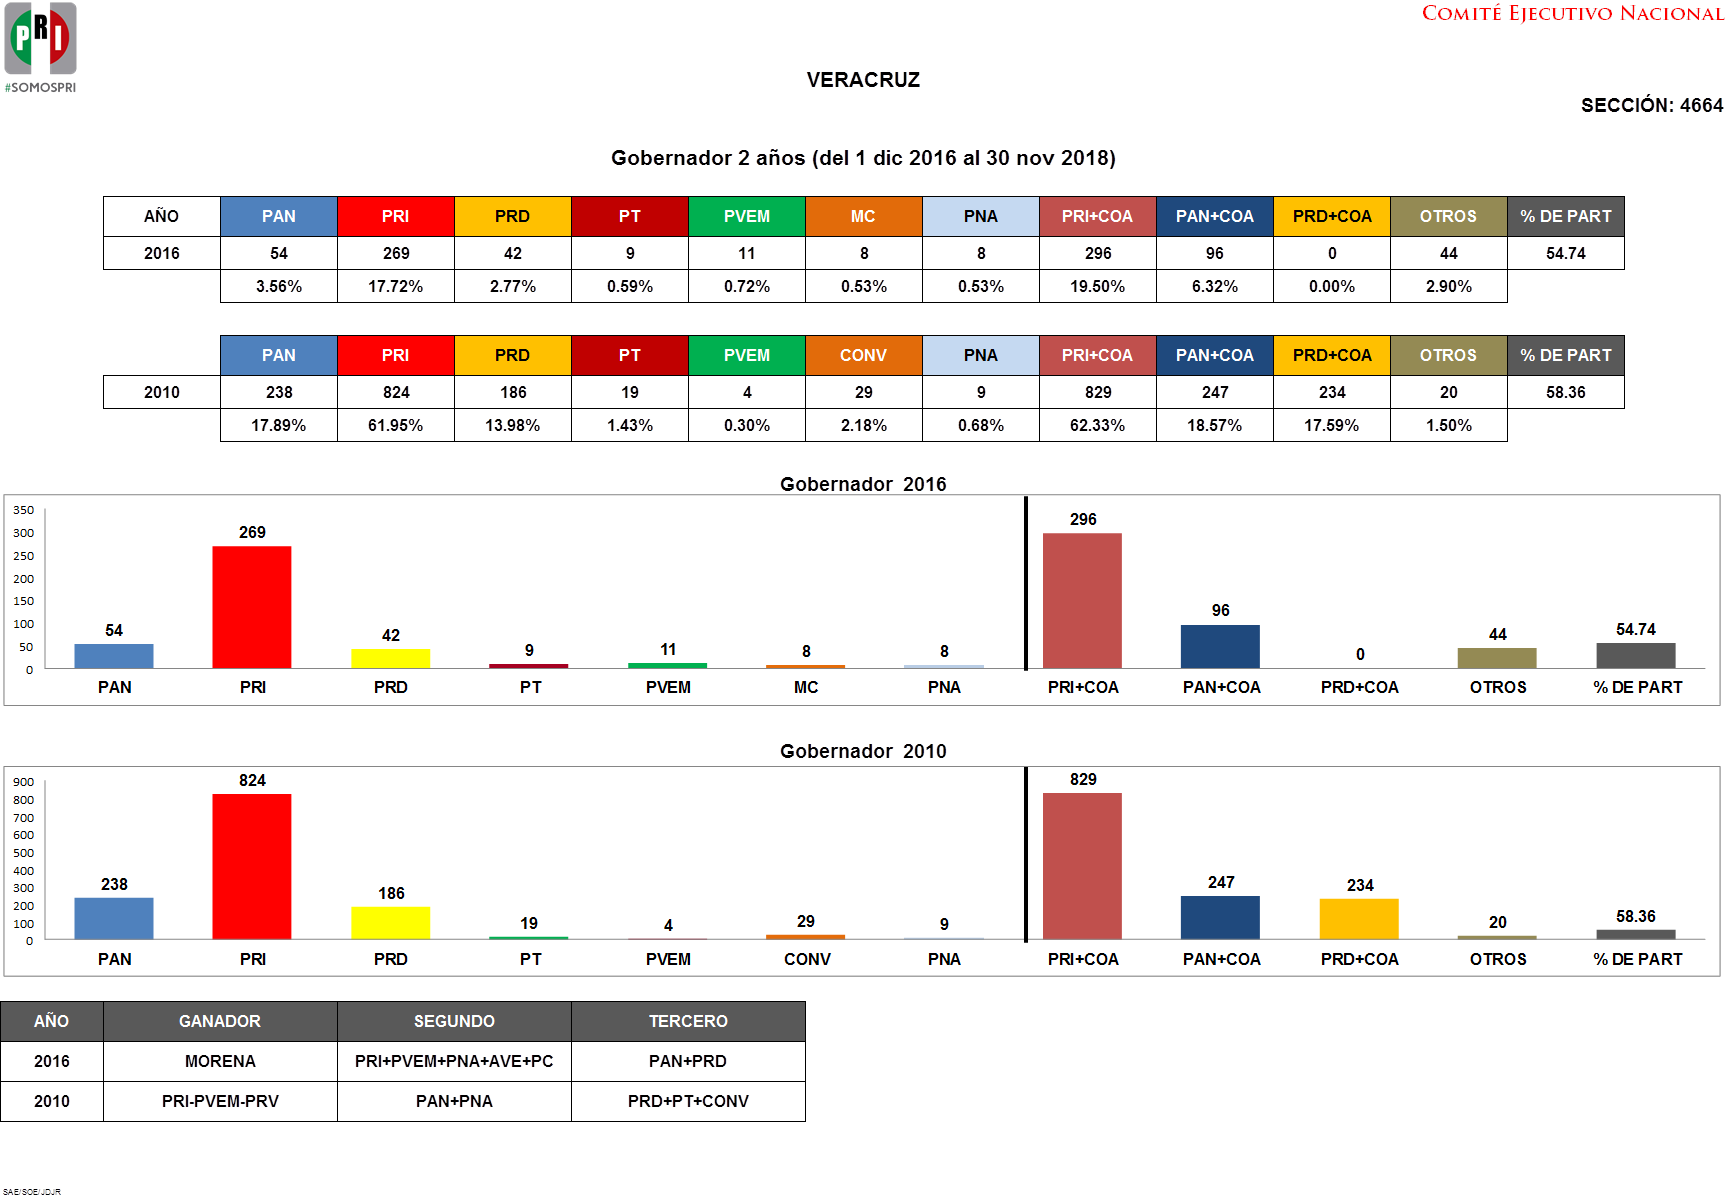 COMITÉ EJECUTIVO NACIONAL
PRI
#SOMOSPRI
VERACRUZ
SECCIÓN: 4664
Gobernador 2 años (del 1 dic 2016 al 30 nov 2018)
AÑO PAN PRI PRD PT PVEM MC PNA PRI+COA PAN+COA PRD+COA OTROS % DE PART
2016 54 269 42 9 11 8 8 296 96 0 44 54.74
3.56% 17.72% 2.77% 0.59% 0.72% 0.53% 0.53% 19.50% 6.32% 0.00% 2.90%
PAN PRI PRD PT PVEM CONV PNA PRI+COA PAN+COA PRD+COA OTROS % DE PART
2010 238 824 186 19 4 29 9 829 247 234 20 58.36
17.89% 61.95% 13.98% 1.43% 0.30% 2.18% 0.68% 62.33% 18.57% 17.59% 1.50%
Gobernador 2016
350
300
250
200
150
100
50
0
54 269 42 9 11 8 8 296 96 0 44 54.74
PAN PRI PRD PT PVEM MC PNA PRI+COA PAN+COA PRD+COA OTROS % DE PART
Gobernador 2010
900
800
700
600
500
400
300
200
100
0
238 824 186 19 4 29 9 829 247 234 20 58.36
PAN PRI PRD PT PVEM CONV PNA PRI+COA PAN+COA PRD+COA OTROS % DE PART
AÑO GANADOR SEGUNDO TERCERO
2016 MORENA PRI+PVEM+PNA+AVE+PC PAN+PRD
2010 PRI-PVEM-PRV PAN+PNA PRD+PT+CONV
SAE/SOE/JDJR